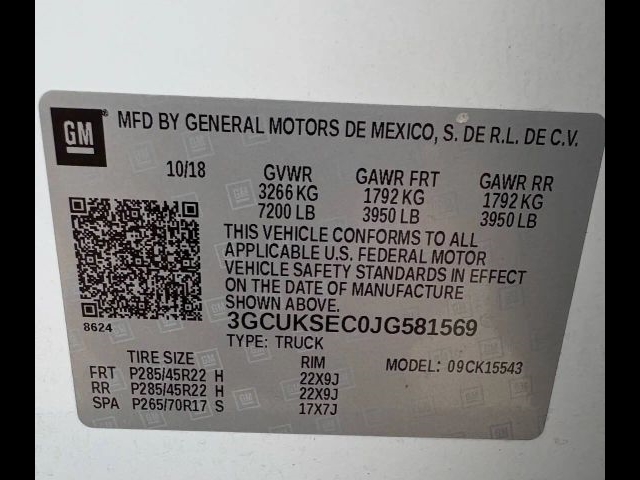 GM
MFD BY GENERAL MOTORS DE MEXICO, S. DE R.L. DE C.V.
10/18 GVWR GAWR FRT GAWR RR
3266 KG 1792 KG 1792 KG
7200 LB 3950 LB 3950 LB
THIS VEHICLE CONFORMS TO ALL
APPLICABLE U.S. FEDERAL MOTOR
VEHICLE SAFETY STANDARDS IN EFFECT
ON THE DATE OF MANUFACTURE
SHOWN ABOVE.
8624
3GCUKSEC0JG581569
TYPE: TRUCK
TIRE SIZE RIM MODEL: 09CK15543
FRT P285/45R22 H 22X9J
RR P285/45R22 H 22X9J
SPA P265/70R17 S 17X7J